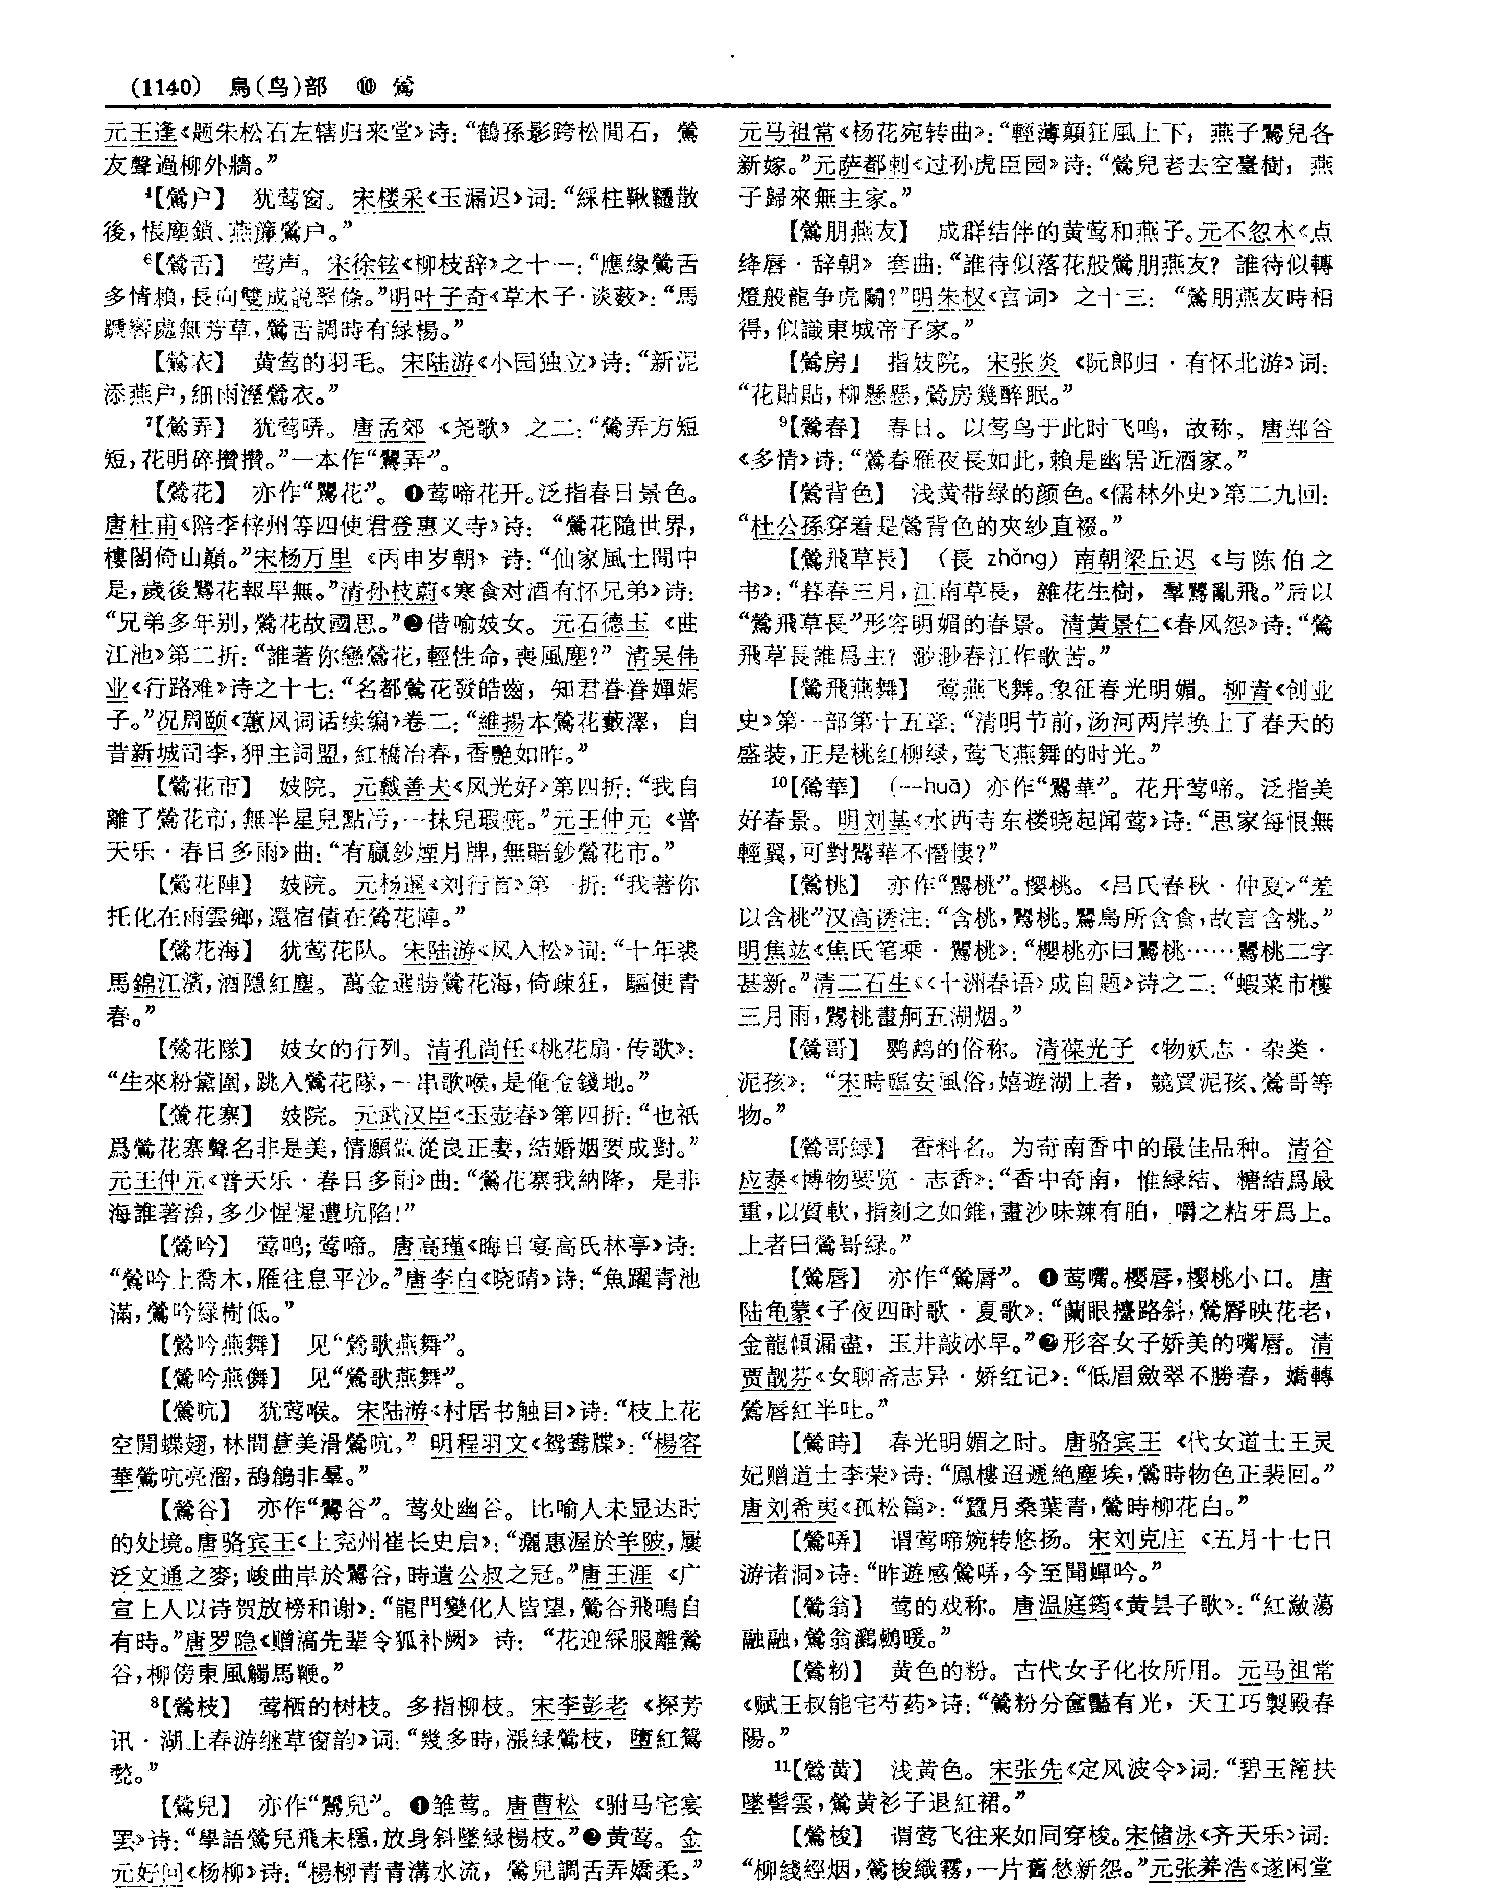 (1140) 鳥(鸟)部 ⑩ 鶯
元王逢《题朱松石左辖归来堂》诗：“鶴孫影跨松間石，鶯
友聲過柳外牆。”
⁴【鶯户】 犹莺窗。宋楼采《玉漏迟》词：“綵柱鞦韆散
後，悵塵鎖、燕簾鶯户。”
⁶【鶯舌】 莺声。宋徐铉《柳枝辞》之十一：“應緣鶯舌
多情賴，長向雙成説翠條。”明叶子奇《草木子·谈薮》：“馬
蹄響處無芳草，鶯舌調時有緑楊。”
【鶯衣】 黄莺的羽毛。宋陆游《小园独立》诗：“新泥
添燕户，細雨溼鶯衣。”
⁷【鶯弄】 犹莺哢。唐孟郊《尧歌》之二：“鶯弄方短
短，花明碎攢攢。”一本作“鸎弄”。
【鶯花】 亦作“鸎花”。❶莺啼花开。泛指春日景色。
唐杜甫《陪李梓州等四使君登惠义寺》诗：“鶯花隨世界，
樓閣倚山巔。”宋杨万里《丙申岁朝》诗：“仙家風土閒中
是，歲後鸎花報早無。”清孙枝蔚《寒食对酒有怀兄弟》诗：
“兄弟多年别，鶯花故國思。”❷借喻妓女。元石德玉《曲
江池》第二折：“誰著你戀鶯花，輕性命，喪風塵？”清吴伟
业《行路难》诗之十七：“名都鶯花發皓齒，知君眷眷嬋娟
子。”况周颐《蕙风词话续编》卷二：“維揚本鶯花藪澤，自
昔新城司李，狎主詞盟，紅橋冶春，香艷如昨。”
【鶯花市】 妓院。元戴善夫《风光好》第四折：“我自
離了鶯花市，無半星兒點污，一抹兒瑕疵。”元王仲元《普
天乐·春日多雨》曲：“有贏鈔煙月牌，無暗鈔鶯花市。”
【鶯花陣】 妓院。元杨暹《刘行首》第一折：“我著你
托化在雨雲鄉，還宿債在鶯花陣。”
【鶯花海】 犹莺花队。宋陆游《风入松》词：“十年裘
馬錦江濱，酒隱紅塵。萬金選勝鶯花海，倚疎狂，驅使青
春。”
【鶯花隊】 妓女的行列。清孔尚任《桃花扇·传歌》：
“生來粉黛圍，跳入鶯花隊，一串歌喉，是俺金錢地。”
【鶯花寨】 妓院。元武汉臣《玉壶春》第四折：“也祇
爲鶯花寨聲名非是美，情願做從良正妻，結婚姻要成對。”
元王仲元《普天乐·春日多雨》曲：“鶯花寨我納降，是非
海誰著湃，多少惺惺遭坑陷！”
【鶯吟】 莺鸣；莺啼。唐高瑾《晦日宴高氏林亭》诗：
“鶯吟上喬木，雁往息平沙。”唐李白《晓晴》诗：“魚躍青池
滿，鶯吟緑樹低。”
【鶯吟燕舞】 见“鶯歌燕舞”。
【鶯吟燕儛】 见“鶯歌燕舞”。
【鶯吭】 犹莺喉。宋陆游《村居书触目》诗：“枝上花
空閒蝶翅，林間葚美滑鶯吭。”明程羽文《鸳鸯牒》：“楊容
華鶯吭亮溜，鴰鶬非羣。”
【鶯谷】 亦作“鸎谷”。莺处幽谷。比喻人未显达时
的处境。唐骆宾王《上兖州崔长史启》：“灑惠渥於羊陂，屢
泛文通之麥；峻曲岸於鸎谷，時遺公叔之冠。”唐王涯《广
宣上人以诗贺放榜和谢》：“龍門變化人皆望，鶯谷飛鳴自
有時。”唐罗隐《赠滈先辈令狐补阙》诗：“花迎綵服離鶯
谷，柳傍東風觸馬鞭。”
⁸【鶯枝】 莺栖的树枝。多指柳枝。宋李彭老《探芳
讯·湖上春游继草窗韵》词：“幾多時，漲緑鶯枝，墮紅鴛
甃。”
【鶯兒】 亦作“鸎兒”。❶雏莺。唐曹松《驸马宅宴
罢》诗：“學語鶯兒飛未穩，放身斜墜緑楊枝。”❷黄莺。金
元好问《杨柳》诗：“楊柳青青溝水流，鶯兒調舌弄嬌柔。”
元马祖常《杨花宛转曲》：“輕薄顛狂風上下，燕子鸎兒各
新嫁。”元萨都剌《过孙虎臣园》诗：“鶯兒老去空臺樹，燕
子歸來無主家。”
【鶯朋燕友】 成群结伴的黄莺和燕子。元不忽木《点
绛唇·辞朝》套曲：“誰待似落花般鶯朋燕友？誰待似轉
燈般龍争虎鬬？”明朱权《宫词》之十三：“鶯朋燕友時相
得，似識東城帝子家。”
【鶯房】 指妓院。宋张炎《阮郎归·有怀北游》词：
“花貼貼，柳懸懸，鶯房幾醉眠。”
⁹【鶯春】 春日。以莺鸟于此时飞鸣，故称。唐郑谷
《多情》诗：“鶯春雁夜長如此，賴是幽居近酒家。”
【鶯背色】 浅黄带绿的颜色。《儒林外史》第二九回：
“杜公孫穿着是鶯背色的夾紗直裰。”
【鶯飛草長】 （長 zhǎng）南朝梁丘迟《与陈伯之
书》：“暮春三月，江南草長，雜花生樹，羣鶯亂飛。”后以
“鶯飛草長”形容明媚的春景。清黄景仁《春风怨》诗：“鶯
飛草長誰爲主？渺渺春江作歌苦。”
【鶯飛燕舞】 莺燕飞舞。象征春光明媚。柳青《创业
史》第一部第十五章：“清明节前，汤河两岸换上了春天的
盛装，正是桃红柳绿，莺飞燕舞的时光。”
¹⁰【鶯華】 （—huā）亦作“鸎華”。花开莺啼。泛指美
好春景。明刘基《水西寺东楼晓起闻莺》诗：“思家每恨無
輕翼，可對鸎華不慘悽？”
【鶯桃】 亦作“鸎桃”。樱桃。《吕氏春秋·仲夏》“羞
以含桃”汉高诱注：“含桃，鸎桃。鸎鳥所含食，故言含桃。”
明焦竑《焦氏笔乘·鸎桃》：“櫻桃亦曰鸎桃……鸎桃二字
甚新。”清二石生《〈十洲春语〉成自题》诗之二：“蝦菜市樓
三月雨，鸎桃畫舸五湖烟。”
【鶯哥】 鹦鹉的俗称。清葆光子《物妖志·杂类·
泥孩》：“宋時臨安風俗，嬉遊湖上者，競買泥孩、鶯哥等
物。”
【鶯哥緑】 香料名。为奇南香中的最佳品种。清谷
应泰《博物要览·志香》：“香中奇南，惟緑结、糖結爲最
重，以質軟，指刻之如錐，畫沙味辣有脂，嚼之粘牙爲上。
上者曰鶯哥緑。”
【鶯唇】 亦作“鶯脣”。❶莺嘴。樱唇，樱桃小口。唐
陆龟蒙《子夜四时歌·夏歌》：“蘭眼擡路斜，鶯脣映花老，
金龍傾漏盡，玉井敲冰早。”❷形容女子娇美的嘴唇。清
贾靓芬《女聊斋志异·娇红记》：“低眉斂翠不勝春，嬌轉
鶯唇紅半吐。”
【鶯時】 春光明媚之时。唐骆宾王《代女道士王灵
妃赠道士李荣》诗：“鳳樓迢遞絶塵埃，鶯時物色正裴回。”
唐刘希夷《孤松篇》：“蠶月桑葉青，鶯時柳花白。”
【鶯哢】 谓莺啼婉转悠扬。宋刘克庄《五月十七日
游诸洞》诗：“昨遊感鶯哢，今至聞蟬吟。”
【鶯翁】 莺的戏称。唐温庭筠《黄昙子歌》：“紅瀲蕩
融融，鶯翁鸂鶒暖。”
【鶯粉】 黄色的粉。古代女子化妆所用。元马祖常
《赋王叔能宅芍药》诗：“鶯粉分奩豔有光，天工巧製殿春
陽。”
¹¹【鶯黄】 浅黄色。宋张先《定风波令》词：“碧玉篦扶
墜髻雲，鶯黄衫子退紅裙。”
【鶯梭】 谓莺飞往来如同穿梭。宋储泳《齐天乐》词：
“柳綫經烟，鶯梭織霧，一片舊愁新怨。”元张养浩《遂闲堂